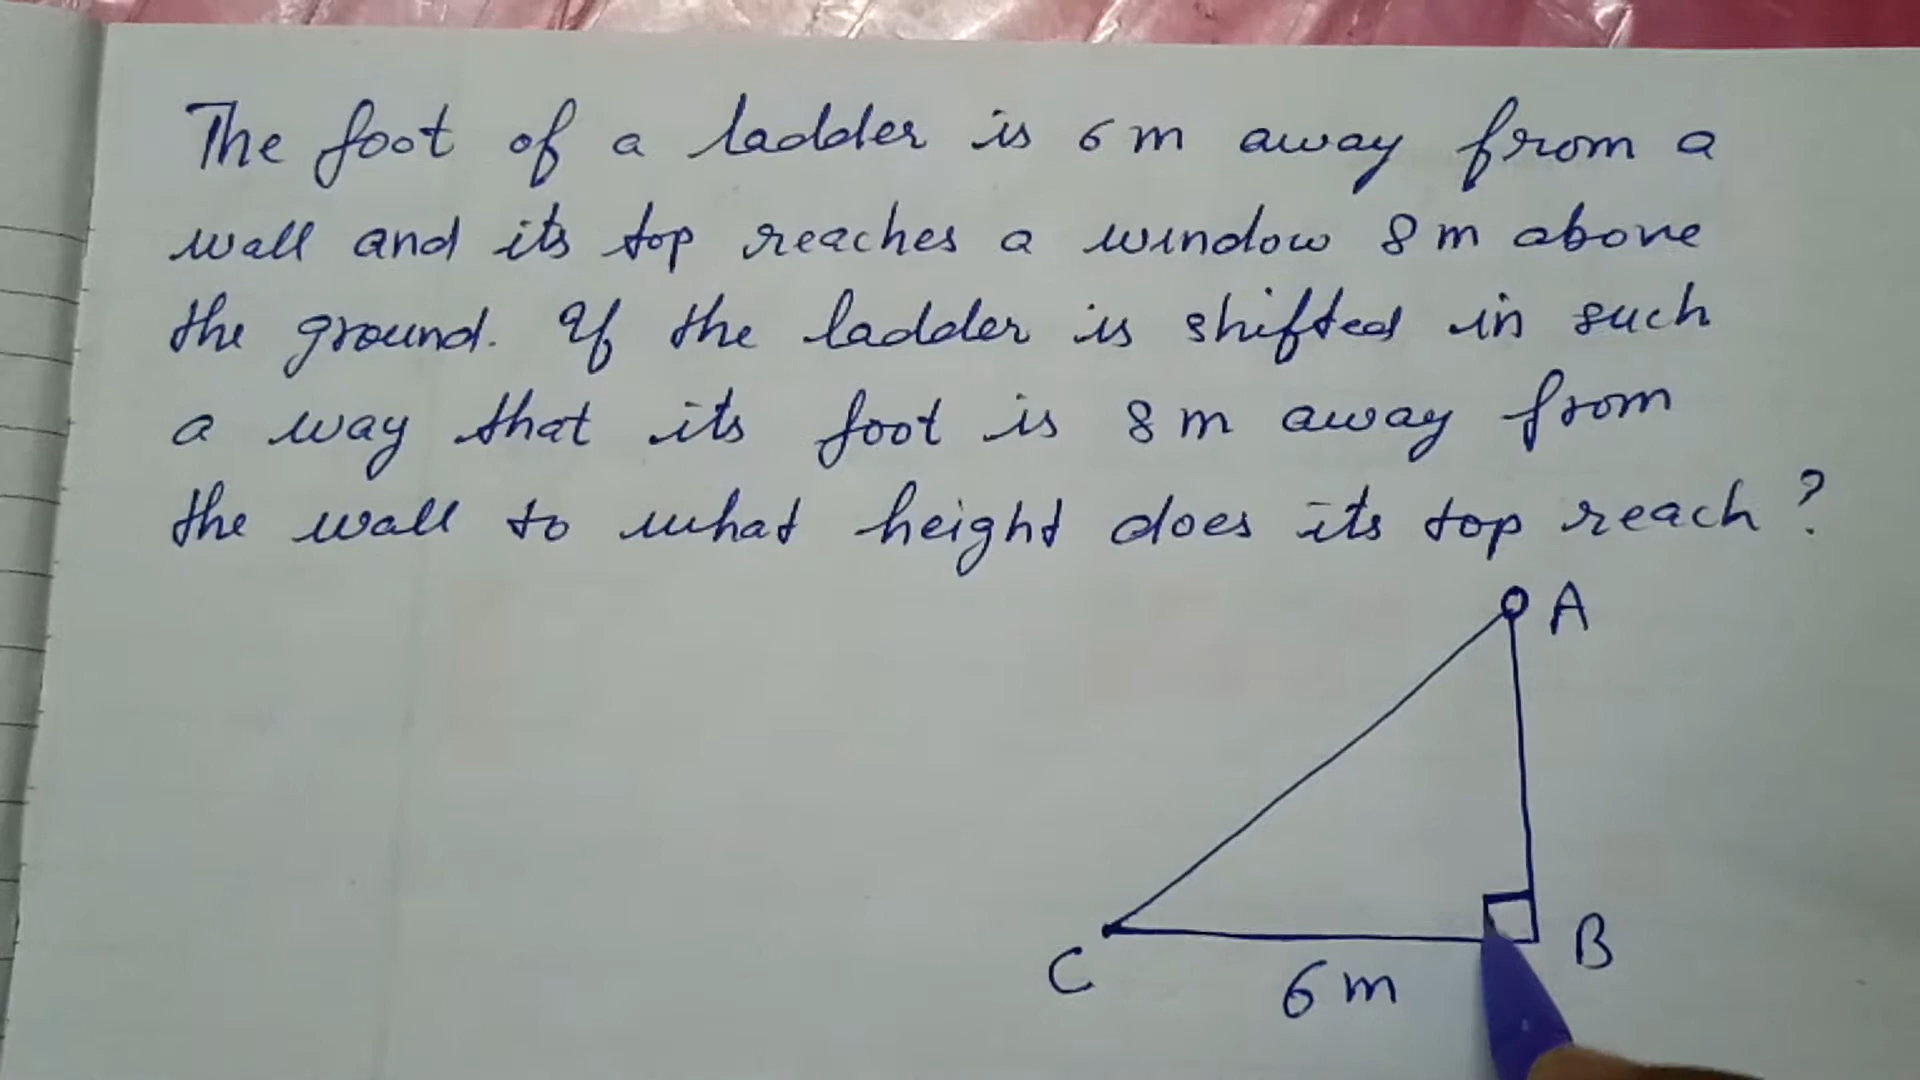 The foot of a ladder is 6 m away from a
wall and its top reaches a window 8 m above
the ground. If the ladder is shifted in such
a way that its foot is 8 m away from
the wall to what height does its top reach ?
A
B
C
6 m